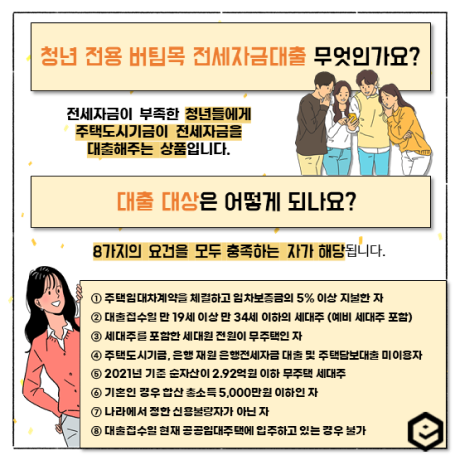 청년 전용 버팀목 전세자금대출 무엇인가요?
전세자금이 부족한 청년들에게
주택도시기금이 전세자금을
대출해주는 상품입니다.
대출 대상은 어떻게 되나요?
8가지의 요건을 모두 충족하는 자가 해당됩니다.
① 주택임대차계약을 체결하고 임차보증금의 5% 이상 지불한 자
② 대출접수일 만 19세 이상 만 34세 이하의 세대주 (예비 세대주 포함)
③ 세대주를 포함한 세대원 전원이 무주택인 자
④ 주택도시기금, 은행 재원 은행전세자금 대출 및 주택담보대출 미이용자
⑤ 2021년 기준 순자산이 2.92억원 이하 무주택 세대주
⑥ 기혼인 경우 합산 총소득 5,000만원 이하인 자
⑦ 나라에서 정한 신용불량자가 아닌 자
⑧ 대출접수일 현재 공공임대주택에 입주하고 있는 경우 불가